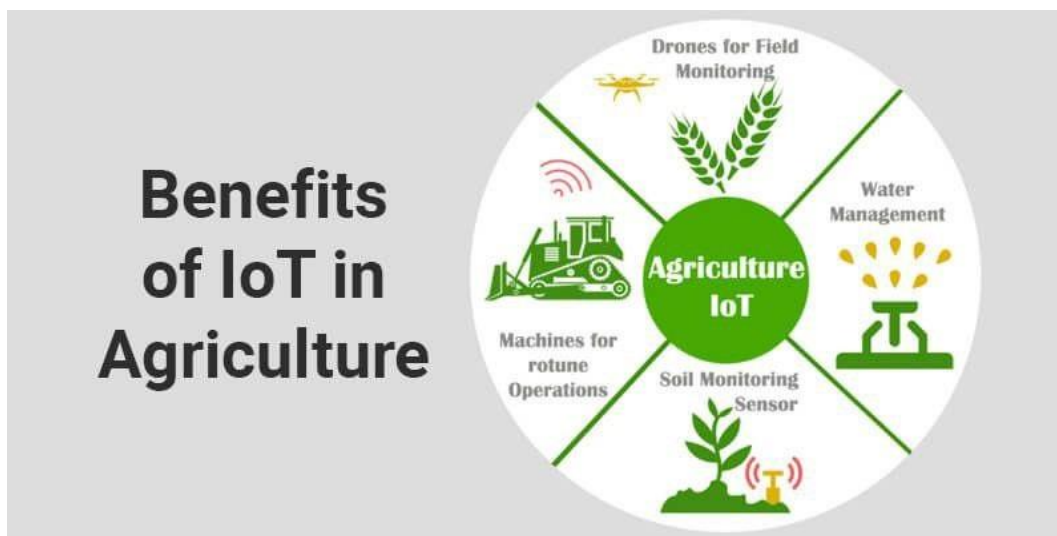 Benefits
of IoT in
Agriculture
Drones for Field
Monitoring
Water
Management
Agriculture
IoT
Machines for
rotune
Operations
Soil Monitoring
Sensor